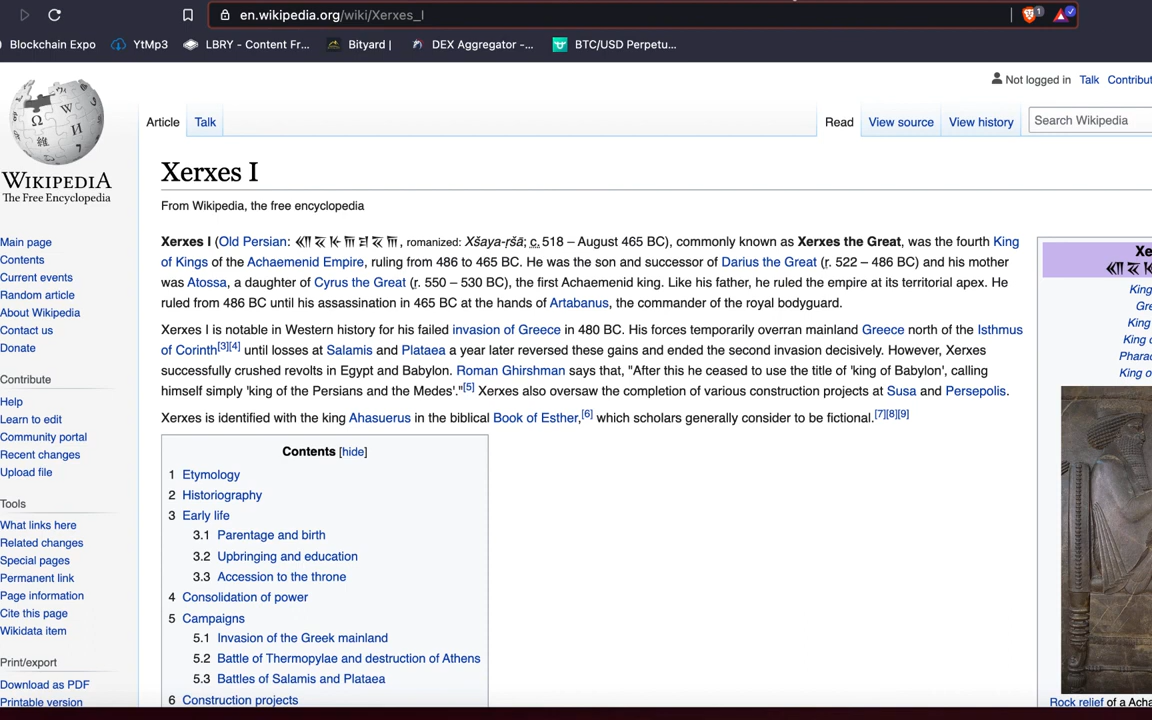 en.wikipedia.org/wiki/Xerxes_I
1
Blockchain Expo
YtMp3
LBRY - Content Fr...
Bityard |
DEX Aggregator -...
BTC/USD Perpetu...
Not logged in Talk Contribut
Article Talk Read View source View history Search Wikipedia
WIKIPEDIA
The Free Encyclopedia
Xerxes I
From Wikipedia, the free encyclopedia
Main page
Contents
Current events
Random article
About Wikipedia
Contact us
Donate
Contribute
Help
Learn to edit
Community portal
Recent changes
Upload file
Tools
What links here
Related changes
Special pages
Permanent link
Page information
Cite this page
Wikidata item
Print/export
Download as PDF
Printable version
Xerxes I (Old Persian: , romanized: Xšaya-ṛšā; c. 518 – August 465 BC), commonly known as Xerxes the Great, was the fourth King
of Kings of the Achaemenid Empire, ruling from 486 to 465 BC. He was the son and successor of Darius the Great (r. 522 – 486 BC) and his mother
was Atossa, a daughter of Cyrus the Great (r. 550 – 530 BC), the first Achaemenid king. Like his father, he ruled the empire at its territorial apex. He
ruled from 486 BC until his assassination in 465 BC at the hands of Artabanus, the commander of the royal bodyguard.
Xerxes I is notable in Western history for his failed invasion of Greece in 480 BC. His forces temporarily overran mainland Greece north of the Isthmus
of Corinth[3][4] until losses at Salamis and Plataea a year later reversed these gains and ended the second invasion decisively. However, Xerxes
successfully crushed revolts in Egypt and Babylon. Roman Ghirshman says that, "After this he ceased to use the title of 'king of Babylon', calling
himself simply 'king of the Persians and the Medes'."[5] Xerxes also oversaw the completion of various construction projects at Susa and Persepolis.
Xerxes is identified with the king Ahasuerus in the biblical Book of Esther,[6] which scholars generally consider to be fictional.[7][8][9]
Contents [hide]
1 Etymology
2 Historiography
3 Early life
3.1 Parentage and birth
3.2 Upbringing and education
3.3 Accession to the throne
4 Consolidation of power
5 Campaigns
5.1 Invasion of the Greek mainland
5.2 Battle of Thermopylae and destruction of Athens
5.3 Battles of Salamis and Plataea
6 Construction projects
Xe
King
Gre
King
King o
Pharao
King o
Rock relief of a Acha